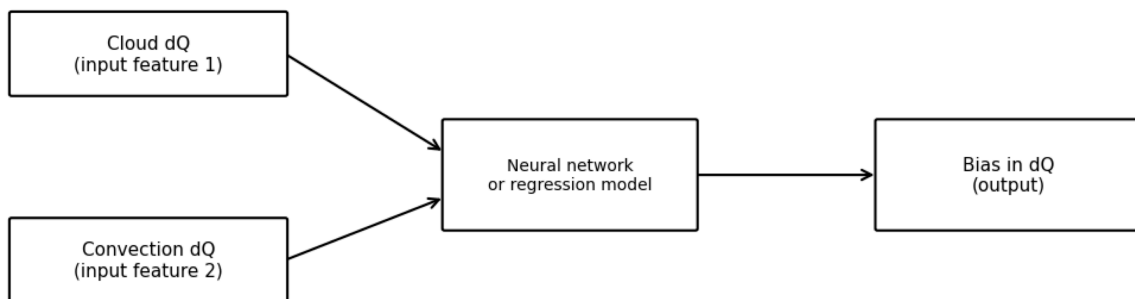 Cloud dQ
(input feature 1)
Neural network
or regression model
Bias in dQ
(output)
Convection dQ
(input feature 2)